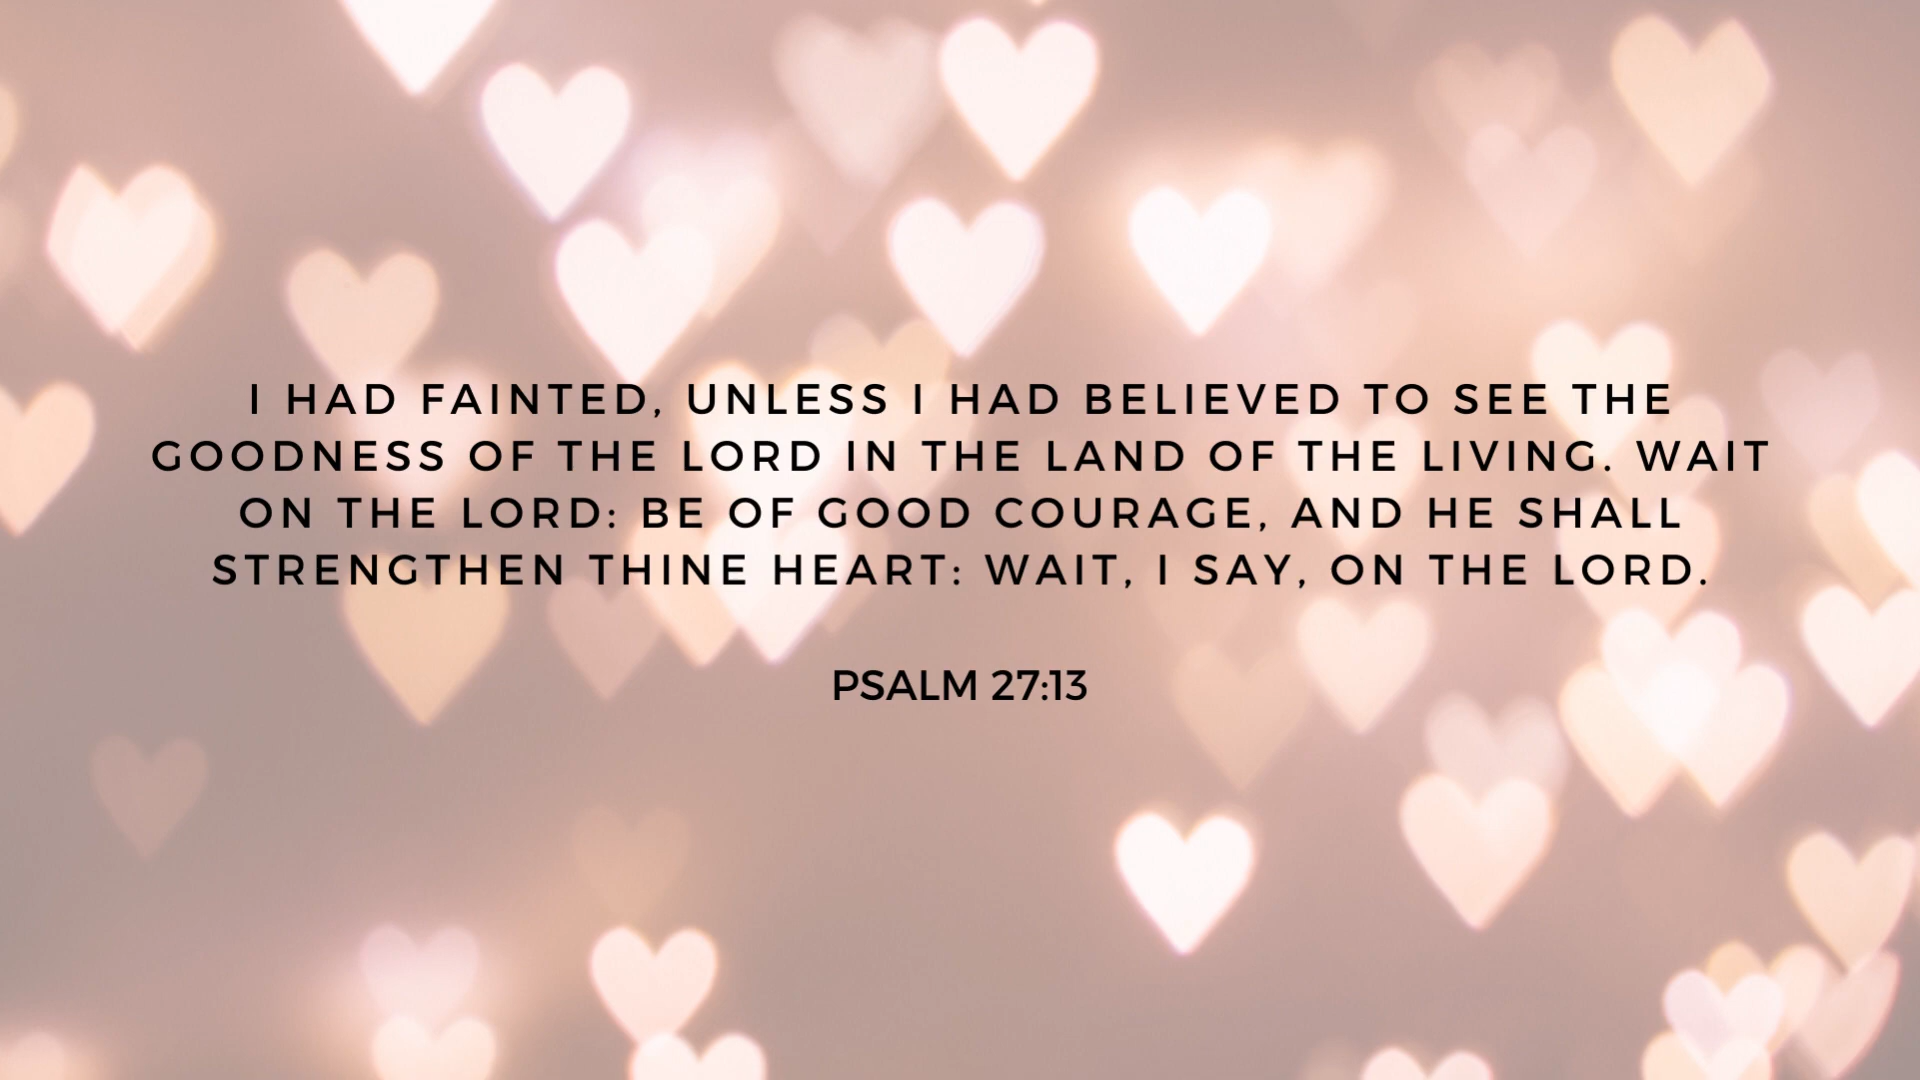 I HAD FAINTED, UNLESS I HAD BELIEVED TO SEE THE
GOODNESS OF THE LORD IN THE LAND OF THE LIVING. WAIT
ON THE LORD: BE OF GOOD COURAGE, AND HE SHALL
STRENGTHEN THINE HEART: WAIT, I SAY, ON THE LORD.
PSALM 27:13